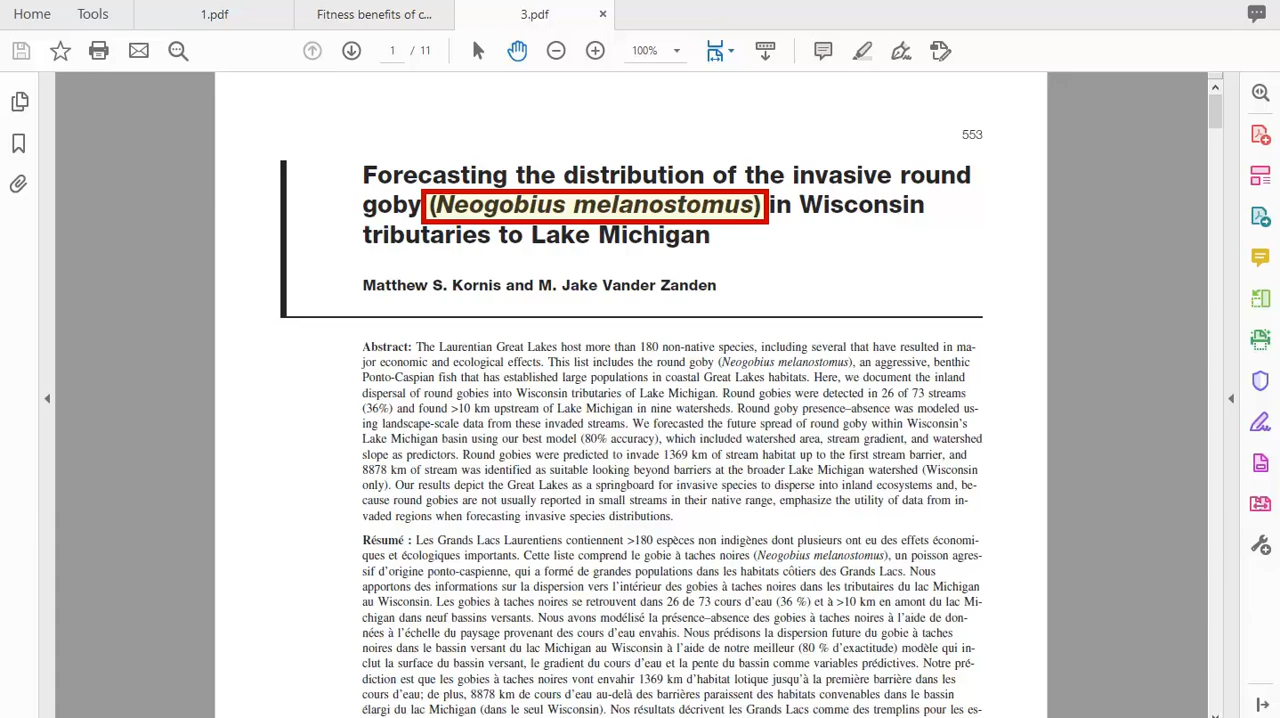 Home Tools 1.pdf Fitness benefits of c... 3.pdf ×
1 / 11 100%
553
Forecasting the distribution of the invasive round
goby (Neogobius melanostomus) in Wisconsin
tributaries to Lake Michigan
Matthew S. Kornis and M. Jake Vander Zanden
Abstract: The Laurentian Great Lakes host more than 180 non-native species, including several that have resulted in ma-
jor economic and ecological effects. This list includes the round goby (Neogobius melanostomus), an aggressive, benthic
Ponto-Caspian fish that has established large populations in coastal Great Lakes habitats. Here, we document the inland
dispersal of round gobies into Wisconsin tributaries of Lake Michigan. Round gobies were detected in 26 of 73 streams
(36%) and found >10 km upstream of Lake Michigan in nine watersheds. Round goby presence–absence was modeled us-
ing landscape-scale data from these invaded streams. We forecasted the future spread of round goby within Wisconsin's
Lake Michigan basin using our best model (80% accuracy), which included watershed area, stream gradient, and watershed
slope as predictors. Round gobies were predicted to invade 1369 km of stream habitat up to the first stream barrier, and
8878 km of stream was identified as suitable looking beyond barriers at the broader Lake Michigan watershed (Wisconsin
only). Our results depict the Great Lakes as a springboard for invasive species to disperse into inland ecosystems and, be-
cause round gobies are not usually reported in small streams in their native range, emphasize the utility of data from in-
vaded regions when forecasting invasive species distributions.
Résumé : Les Grands Lacs Laurentiens contiennent >180 espèces non indigènes dont plusieurs ont eu des effets économi-
ques et écologiques importants. Cette liste comprend le gobie à taches noires (Neogobius melanostomus), un poisson agres-
sif d'origine ponto-caspienne, qui a formé de grandes populations dans les habitats côtiers des Grands Lacs. Nous
apportons des informations sur la dispersion vers l'intérieur des gobies à taches noires dans les tributaires du lac Michigan
au Wisconsin. Les gobies à taches noires se retrouvent dans 26 de 73 cours d'eau (36 %) et à >10 km en amont du lac Mi-
chigan dans neuf bassins versants. Nous avons modélisé la présence–absence des gobies à taches noires à l'aide de don-
nées à l'échelle du paysage provenant des cours d'eau envahis. Nous prédisons la dispersion future du gobie à taches
noires dans le bassin versant du lac Michigan au Wisconsin à l'aide de notre meilleur (80 % d'exactitude) modèle qui in-
clut la surface du bassin versant, le gradient du cours d'eau et la pente du bassin comme variables prédictives. Notre pré-
diction est que les gobies à taches noires vont envahir 1369 km d'habitat lotique jusqu'à la première barrière dans les
cours d'eau; de plus, 8878 km de cours d'eau au-delà des barrières paraissent des habitats convenables dans le bassin
élargi du lac Michigan (dans le seul Wisconsin). Nos résultats décrivent les Grands Lacs comme des tremplins pour les es-